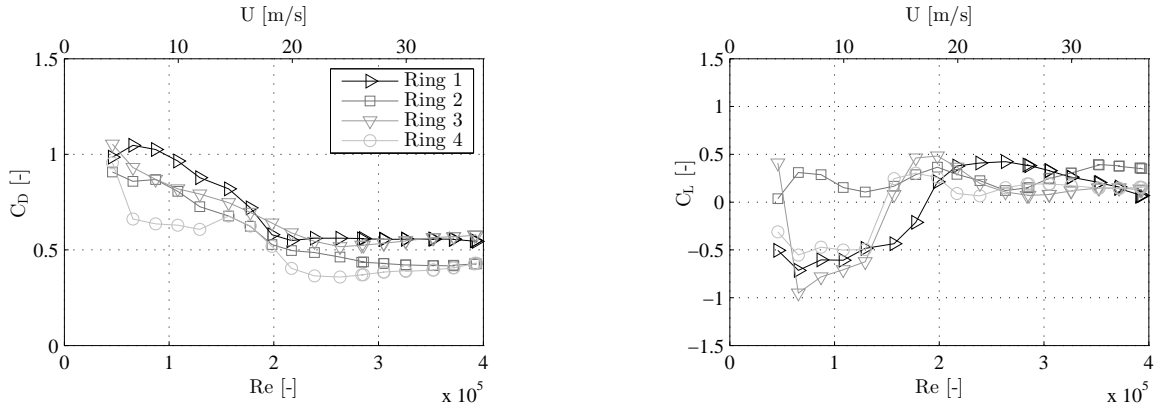 U [m/s]
0 10 20 30
1.5
1
0.5
0
C_D [-]
Ring 1
Ring 2
Ring 3
Ring 4
0 1 2 3 4
Re [-]
x 10^5
U [m/s]
0 10 20 30
1.5
1
0.5
0
−0.5
−1
−1.5
C_L [-]
0 1 2 3 4
Re [-]
x 10^5